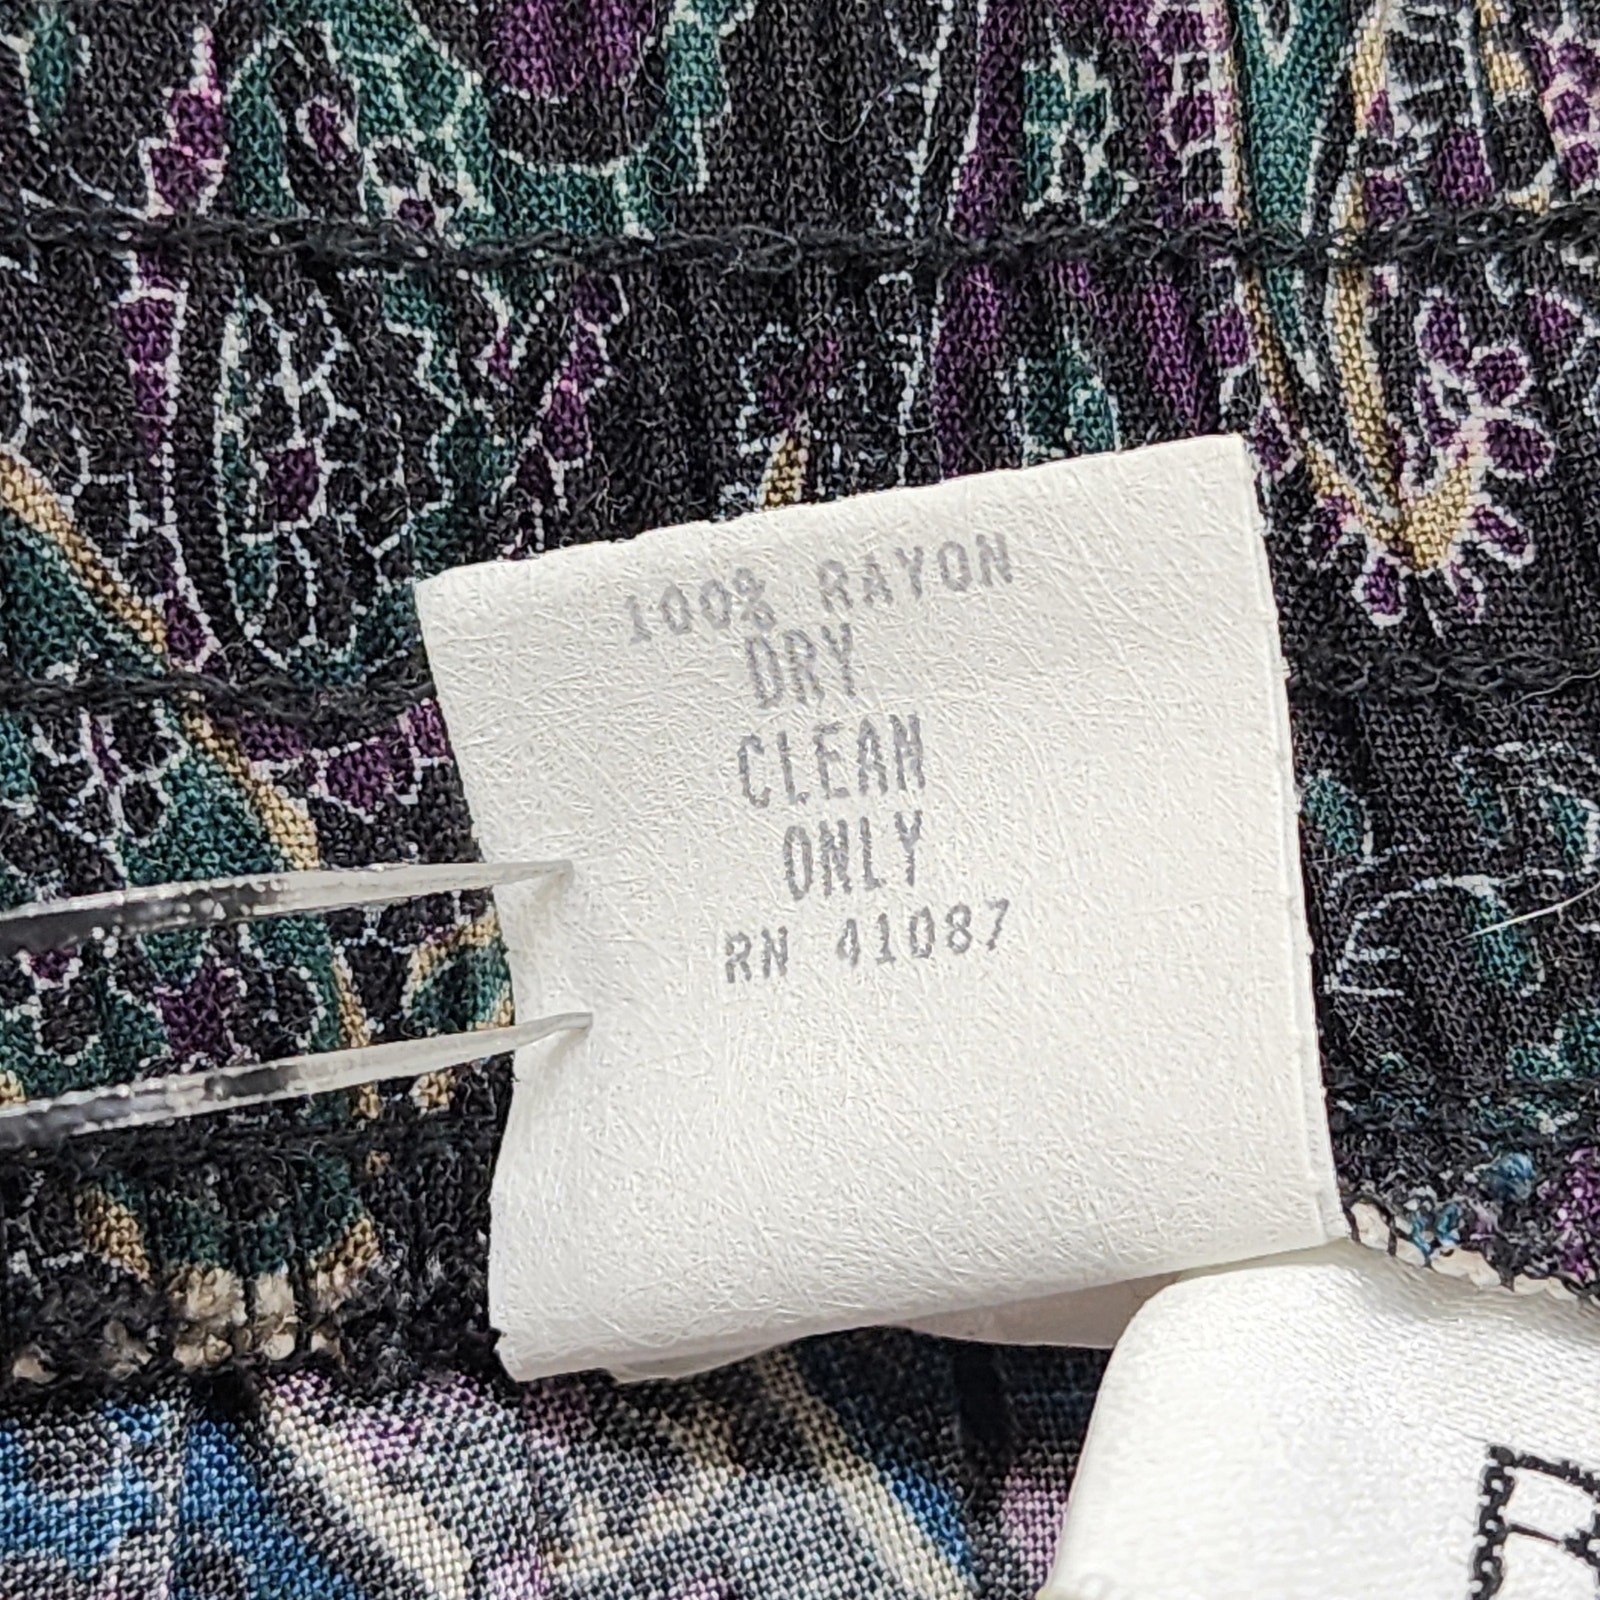 100% RAYON
DRY
CLEAN
ONLY
RN 41087